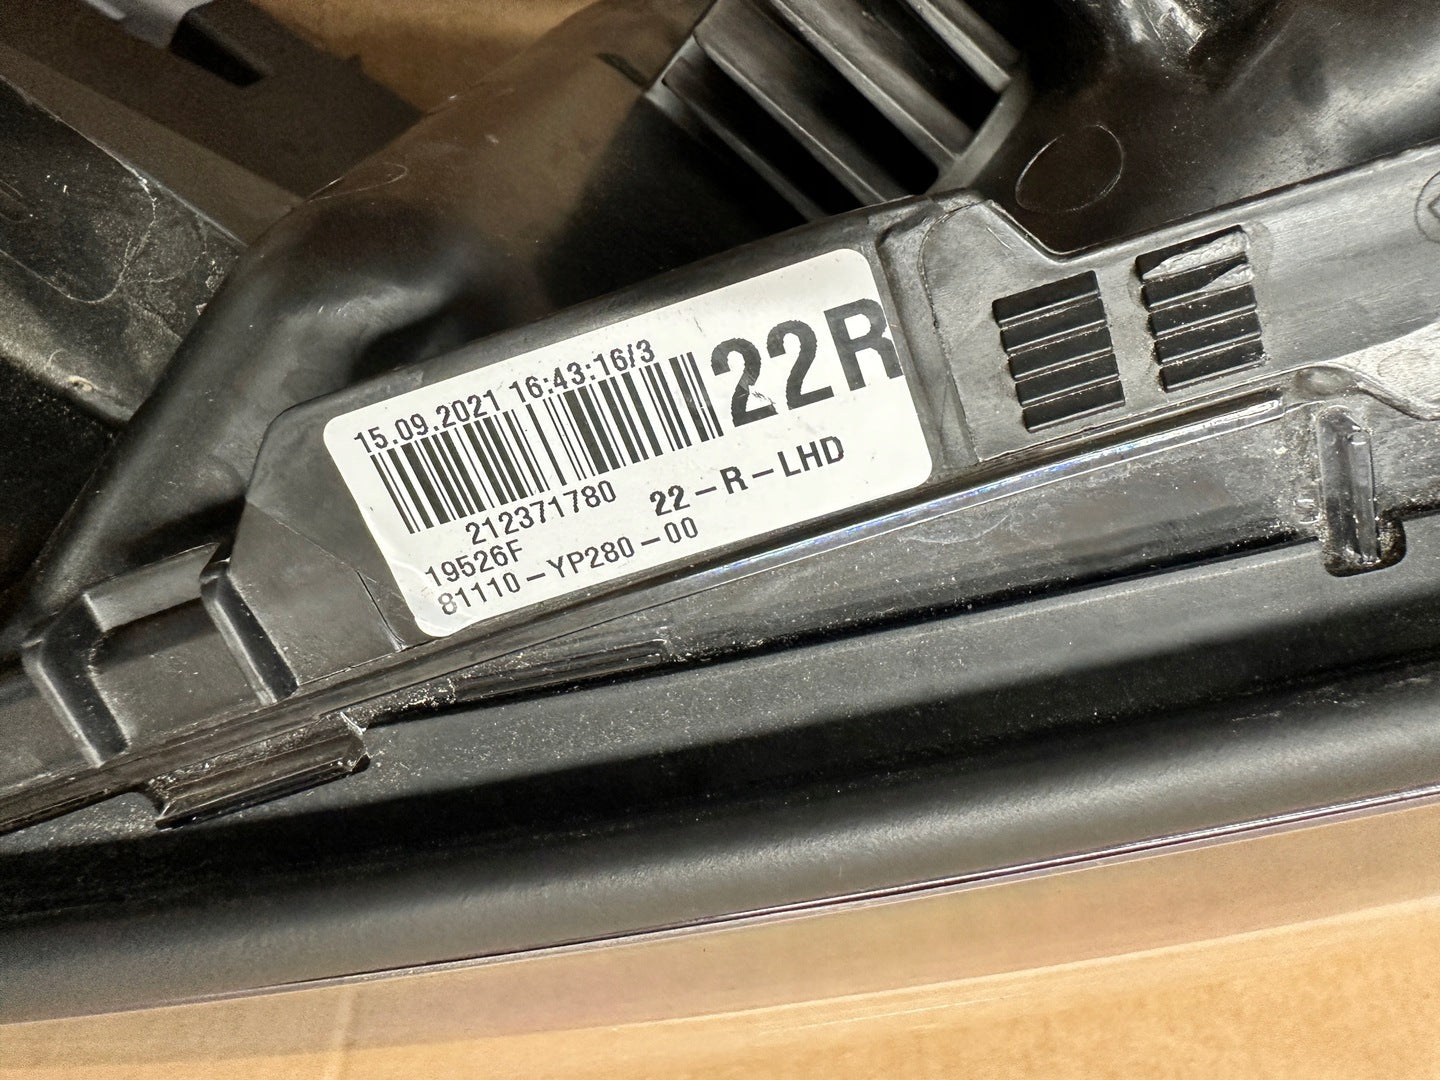 15.09.2021 16:43:16/3
22R
212371780 22-R-LHD
19526F
81110-YP280-00